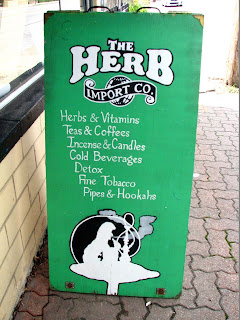 THE
HERB
IMPORT CO.
Herbs & Vitamins
Teas & Coffees
Incense & Candles
Cold Beverages
Detox
Fine Tobacco
Pipes & Hookahs